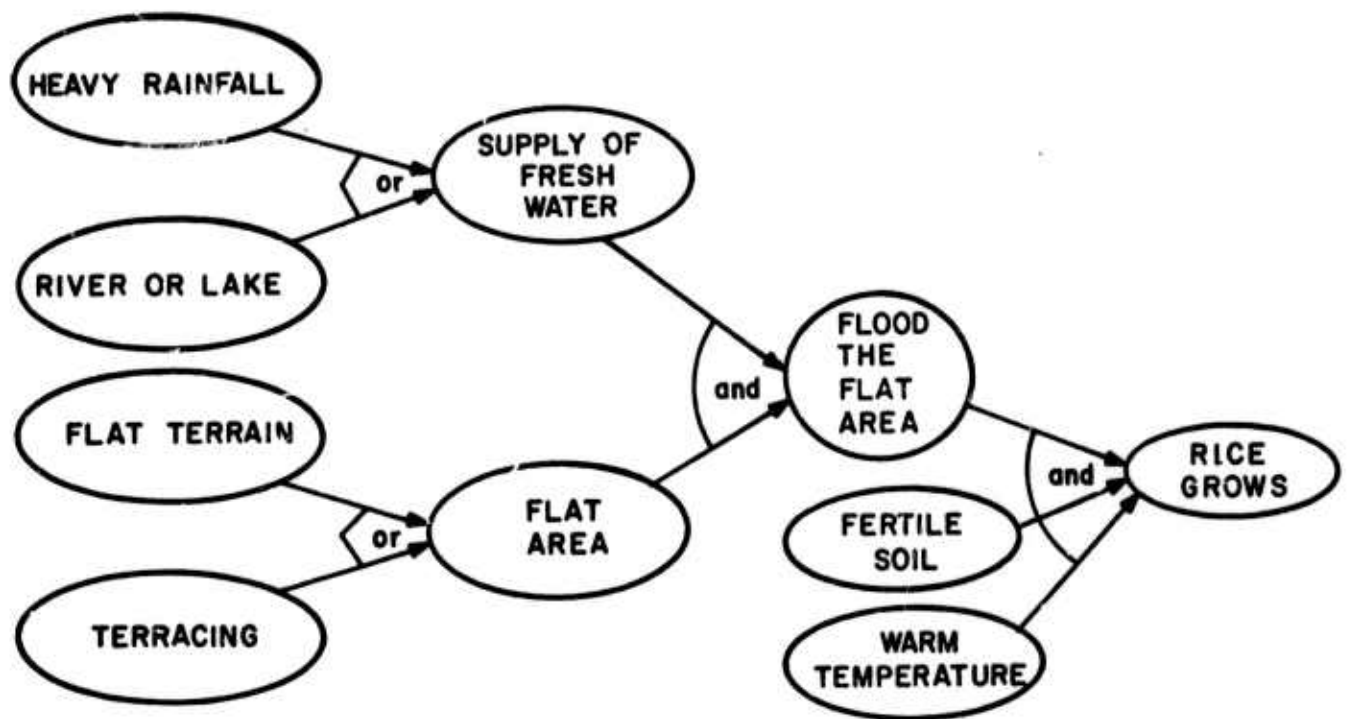 HEAVY RAINFALL
or
RIVER OR LAKE
SUPPLY OF
FRESH
WATER
FLAT TERRAIN
or
TERRACING
FLAT
AREA
and
FLOOD
THE
FLAT
AREA
FERTILE
SOIL
WARM
TEMPERATURE
and
RICE
GROWS